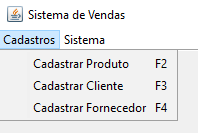 Sistema de Vendas
Cadastros Sistema
Cadastrar Produto F2
Cadastrar Cliente F3
Cadastrar Fornecedor F4